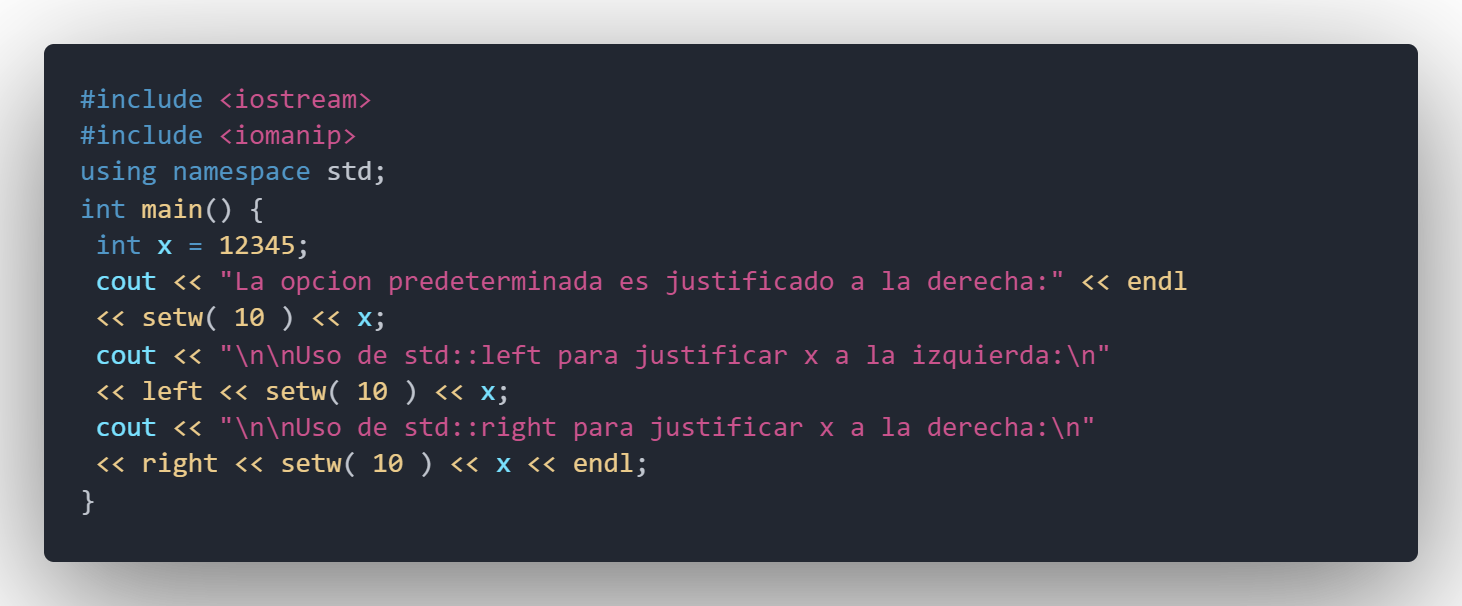 #include <iostream>
#include <iomanip>
using namespace std;
int main() {
 int x = 12345;
 cout << "La opcion predeterminada es justificado a la derecha:" << endl
 << setw( 10 ) << x;
 cout << "\n\nUso de std::left para justificar x a la izquierda:\n"
 << left << setw( 10 ) << x;
 cout << "\n\nUso de std::right para justificar x a la derecha:\n"
 << right << setw( 10 ) << x << endl;
}